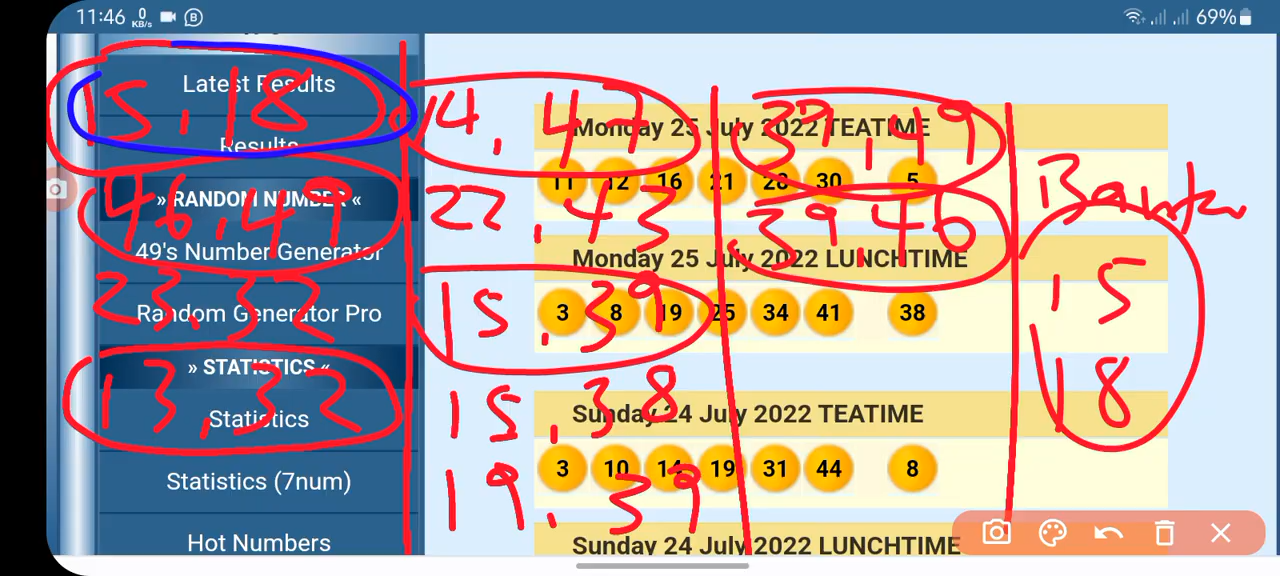 11:46 0 KB/s B 69%
Latest Results
Results
» RANDOM NUMBER «
49's Number Generator
Random Generator Pro
» STATISTICS «
Statistics
Statistics (7num)
Hot Numbers
15, 18
46, 49
23, 32
13, 32
14, 47
22, 43
15, 39
15, 38
19, 39
39, 49
39, 46
Banker
15
18
Monday 25 July 2022 TEATIME
11 12 16 21 28 30 5
Monday 25 July 2022 LUNCHTIME
3 8 19 25 34 41 38
Sunday 24 July 2022 TEATIME
3 10 14 19 31 44 8
Sunday 24 July 2022 LUNCHTIME